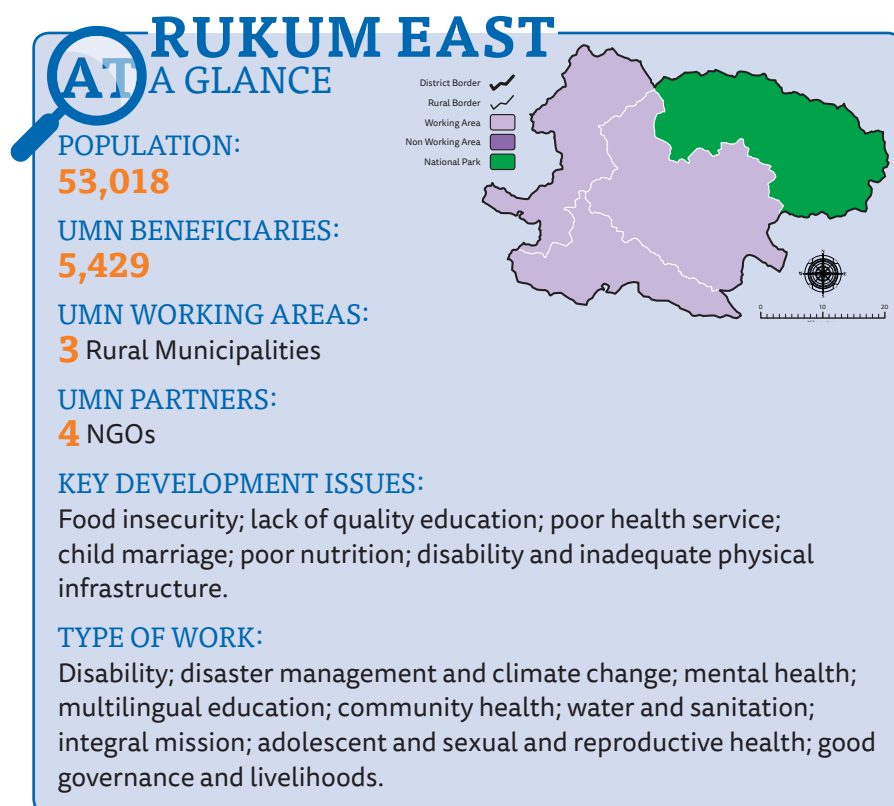 RUKUM EAST
AT A GLANCE
District Border
Rural Border
Working Area
Non Working Area
National Park
POPULATION:
53,018
UMN BENEFICIARIES:
5,429
UMN WORKING AREAS:
3 Rural Municipalities
0 10 20
UMN PARTNERS:
4 NGOs
KEY DEVELOPMENT ISSUES:
Food insecurity; lack of quality education; poor health service;
child marriage; poor nutrition; disability and inadequate physical
infrastructure.
TYPE OF WORK:
Disability; disaster management and climate change; mental health;
multilingual education; community health; water and sanitation;
integral mission; adolescent and sexual and reproductive health; good
governance and livelihoods.